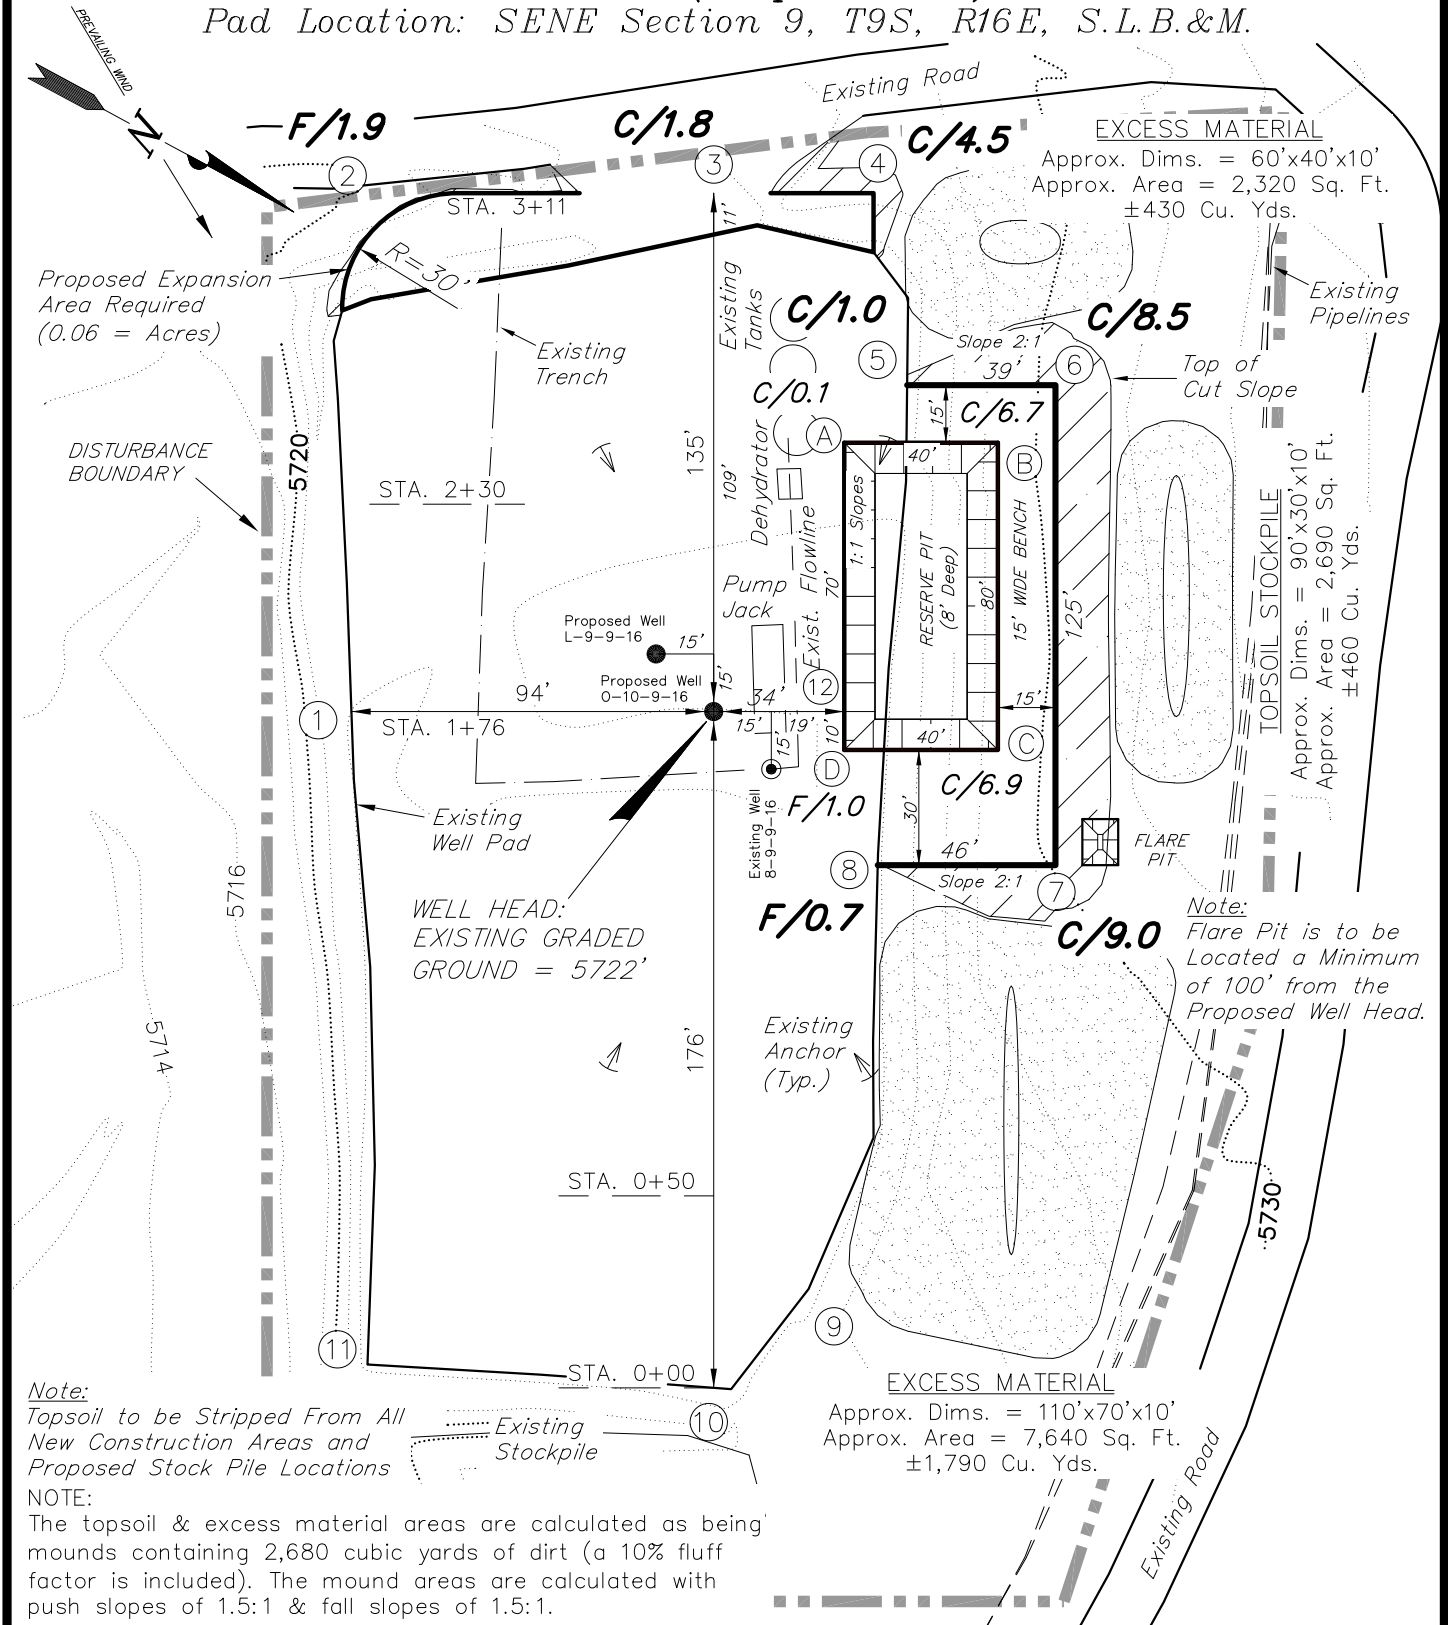 Pad Location: SENE Section 9, T9S, R16E, S.L.B.&M.
PREVAILING WIND
N
Existing Road
F/1.9
C/1.8
C/4.5
EXCESS MATERIAL
Approx. Dims. = 60'x40'x10'
Approx. Area = 2,320 Sq. Ft.
±430 Cu. Yds.
2
3
4
STA. 3+11
11'
R=30'
Proposed Expansion
Area Required
(0.06 = Acres)
Existing
Tanks
C/1.0
C/8.5
Existing
Pipelines
Existing
Trench
5
Slope 2:1
6
39'
Top of
Cut Slope
C/0.1
C/6.7
15'
DISTURBANCE
BOUNDARY
5720
135'
109'
Dehydrator
A
40'
B
STA. 2+30
1:1 Slopes
Exist. Flowline
70'
RESERVE PIT
(8' Deep)
80'
15' WIDE BENCH
125'
TOPSOIL STOCKPILE
Approx. Dims. = 90'x30'x10'
Approx. Area = 2,690 Sq. Ft.
±460 Cu. Yds.
Pump
Jack
Proposed Well
L-9-9-16
15'
Proposed Well
O-10-9-16
15'
94'
34'
12
15'
1
STA. 1+76
15'
19'
10'
15'
40'
C
D
C/6.9
F/1.0
Existing Well
8-9-9-16
30'
Existing
Well Pad
46'
FLARE
PIT
8
Slope 2:1
7
5716
WELL HEAD:
EXISTING GRADED
GROUND = 5722'
F/0.7
C/9.0
Note:
Flare Pit is to be
Located a Minimum
of 100' from the
Proposed Well Head.
5714
176'
Existing
Anchor
(Typ.)
STA. 0+50
5730
9
11
STA. 0+00
10
EXCESS MATERIAL
Approx. Dims. = 110'x70'x10'
Approx. Area = 7,640 Sq. Ft.
±1,790 Cu. Yds.
Existing
Stockpile
Existing Road
Note:
Topsoil to be Stripped From All
New Construction Areas and
Proposed Stock Pile Locations
NOTE:
The topsoil & excess material areas are calculated as being
mounds containing 2,680 cubic yards of dirt (a 10% fluff
factor is included). The mound areas are calculated with
push slopes of 1.5:1 & fall slopes of 1.5:1.